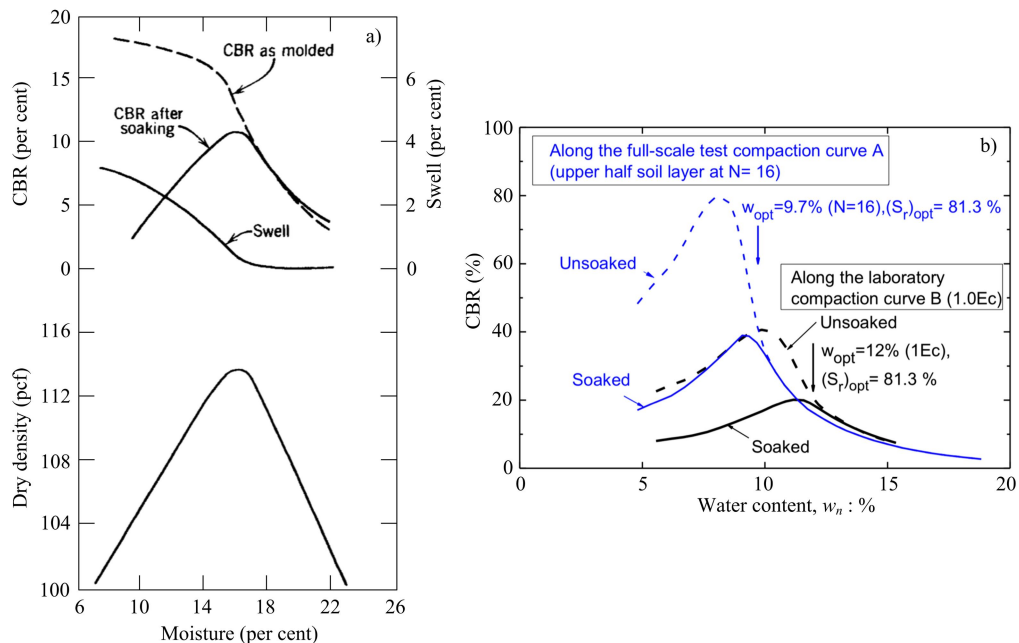 a)
20
15
10
5
0
CBR (per cent)
6
4
2
0
Swell (per cent)
CBR as molded
CBR after
soaking
Swell
116
112
108
104
100
Dry density (pcf)
6 10 14 18 22 26
Moisture (per cent)
b)
100
80
60
40
20
0
CBR (%)
Along the full-scale test compaction curve A
(upper half soil layer at N= 16)
w_opt=9.7% (N=16),(S_r)_opt= 81.3 %
Unsoaked
Along the laboratory
compaction curve B (1.0Ec)
Unsoaked
w_opt=12% (1Ec),
(S_r)_opt= 81.3 %
Soaked
Soaked
0 5 10 15 20
Water content, w_n : %